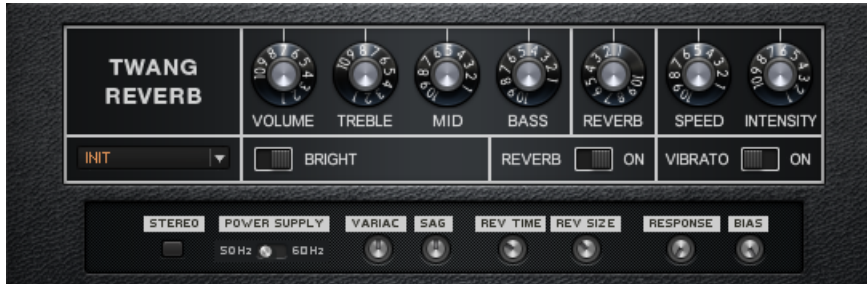 TWANG
REVERB
VOLUME TREBLE MID BASS REVERB SPEED INTENSITY
INIT BRIGHT REVERB ON VIBRATO ON
STEREO POWER SUPPLY VARIAC SAG REV TIME REV SIZE RESPONSE BIAS
50Hz 60Hz